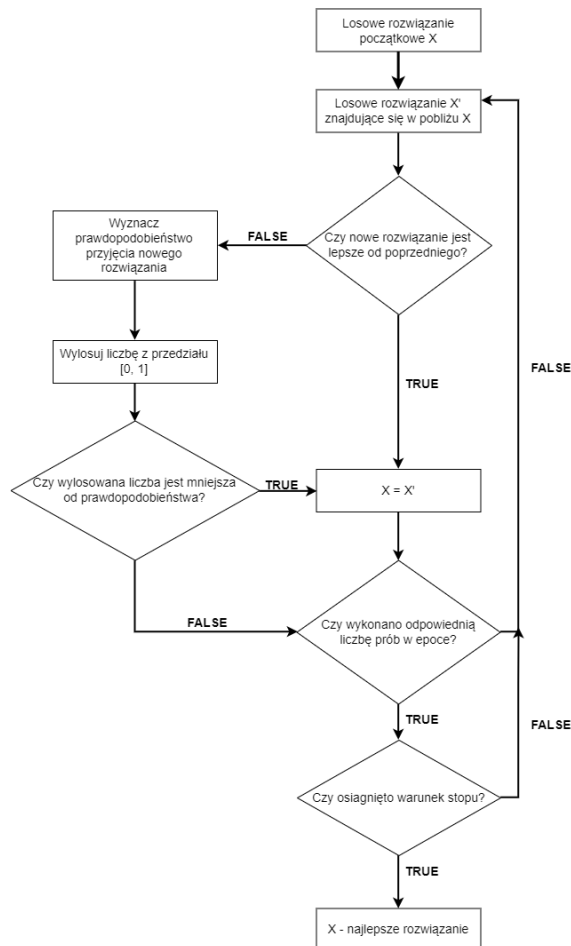 Losowe rozwiązanie
początkowe X
Losowe rozwiązanie X'
znajdujące się w pobliżu X
FALSE
Wyznacz
prawdopodobieństwo
przyjęcia nowego
rozwiązania
FALSE
Czy nowe rozwiązanie jest
lepsze od poprzedniego?
Wylosuj liczbę z przedziału
[0, 1]
TRUE
FALSE
Czy wylosowana liczba jest mniejsza
od prawdopodobieństwa?
TRUE
X = X'
FALSE
Czy wykonano odpowiednią
liczbę prób w epoce?
TRUE
FALSE
Czy osiagnięto warunek stopu?
TRUE
X - najlepsze rozwiązanie